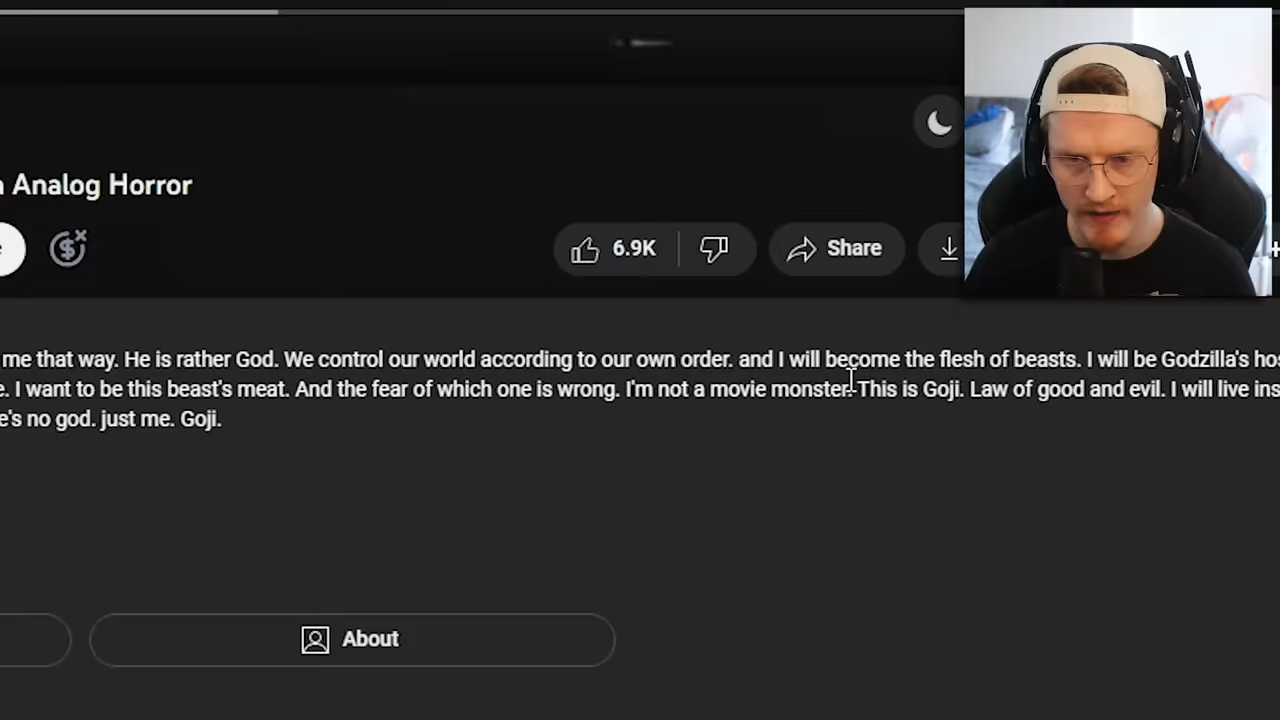 Analog Horror
6.9K
Share
me that way. He is rather God. We control our world according to our own order. and I will become the flesh of beasts. I will be Godzilla's
I want to be this beast's meat. And the fear of which one is wrong. I'm not a movie monster. This is Goji. Law of good and evil. I will live
no god. just me. Goji.
About